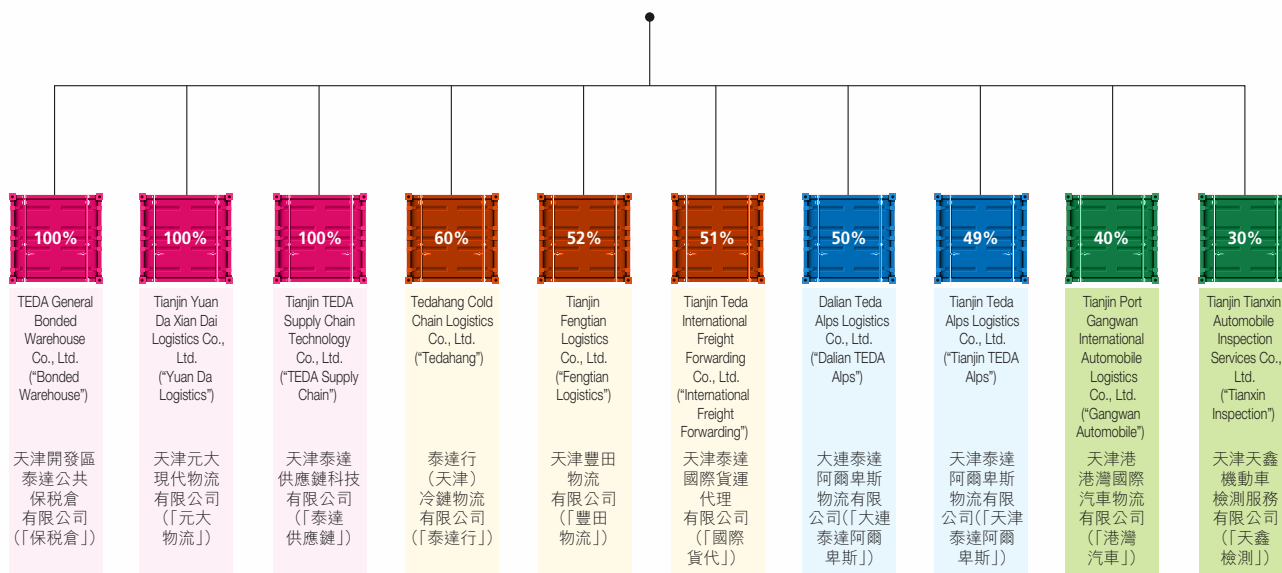 100%
TEDA General
Bonded
Warehouse
Co., Ltd.
(“Bonded
Warehouse”)
天津開發區
泰達公共
保税倉
有限公司
(「保税倉」)
100%
Tianjin Yuan
Da Xian Dai
Logistics Co.,
Ltd.
(“Yuan Da
Logistics”)
天津元大
現代物流
有限公司
(「元大
物流」)
100%
Tianjin TEDA
Supply Chain
Technology
Co., Ltd.
(“TEDA Supply
Chain”)
天津泰達
供應鏈科技
有限公司
(「泰達
供應鏈」)
60%
Tedahang Cold
Chain Logistics
Co., Ltd.
(“Tedahang”)
泰達行
（天津）
冷鏈物流
有限公司
(「泰達行」)
52%
Tianjin
Fengtian
Logistics
Co., Ltd.
(“Fengtian
Logistics”)
天津豐田
物流
有限公司
(「豐田
物流」)
51%
Tianjin Teda
International
Freight
Forwarding
Co., Ltd.
(“International
Freight
Forwarding”)
天津泰達
國際貨運
代理
有限公司
(「國際
貨代」)
50%
Dalian Teda
Alps Logistics
Co., Ltd.
(“Dalian TEDA
Alps”)
大連泰達
阿爾卑斯
物流有限
公司(「大連
泰達阿爾
卑斯」)
49%
Tianjin Teda
Alps Logistics
Co., Ltd.
(“Tianjin TEDA
Alps”)
天津泰達
阿爾卑斯
物流有限
公司(「天津
泰達阿爾
卑斯」)
40%
Tianjin Port
Gangwan
International
Automobile
Logistics
Co., Ltd.
(“Gangwan
Automobile”)
天津港
港灣國際
汽車物流
有限公司
(「港灣
汽車」)
30%
Tianjin Tianxin
Automobile
Inspection
Services Co.,
Ltd.
(“Tianxin
Inspection”)
天津天鑫
機動車
檢測服務
有限公司
(「天鑫
檢測」)